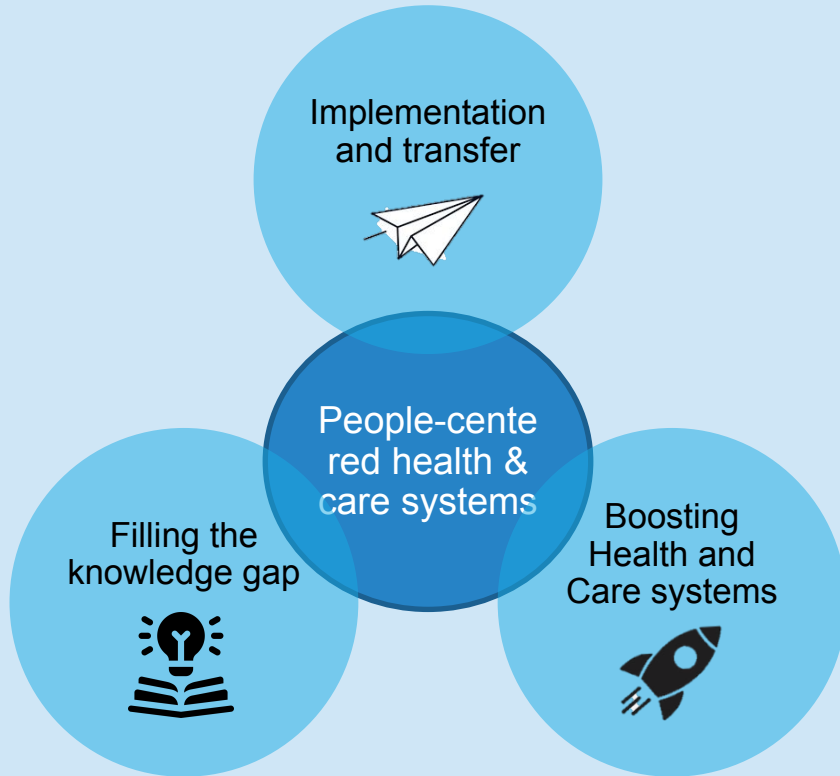 Implementation
and transfer
People-cente
red health &
care systems
Filling the
knowledge gap
Boosting
Health and
Care systems